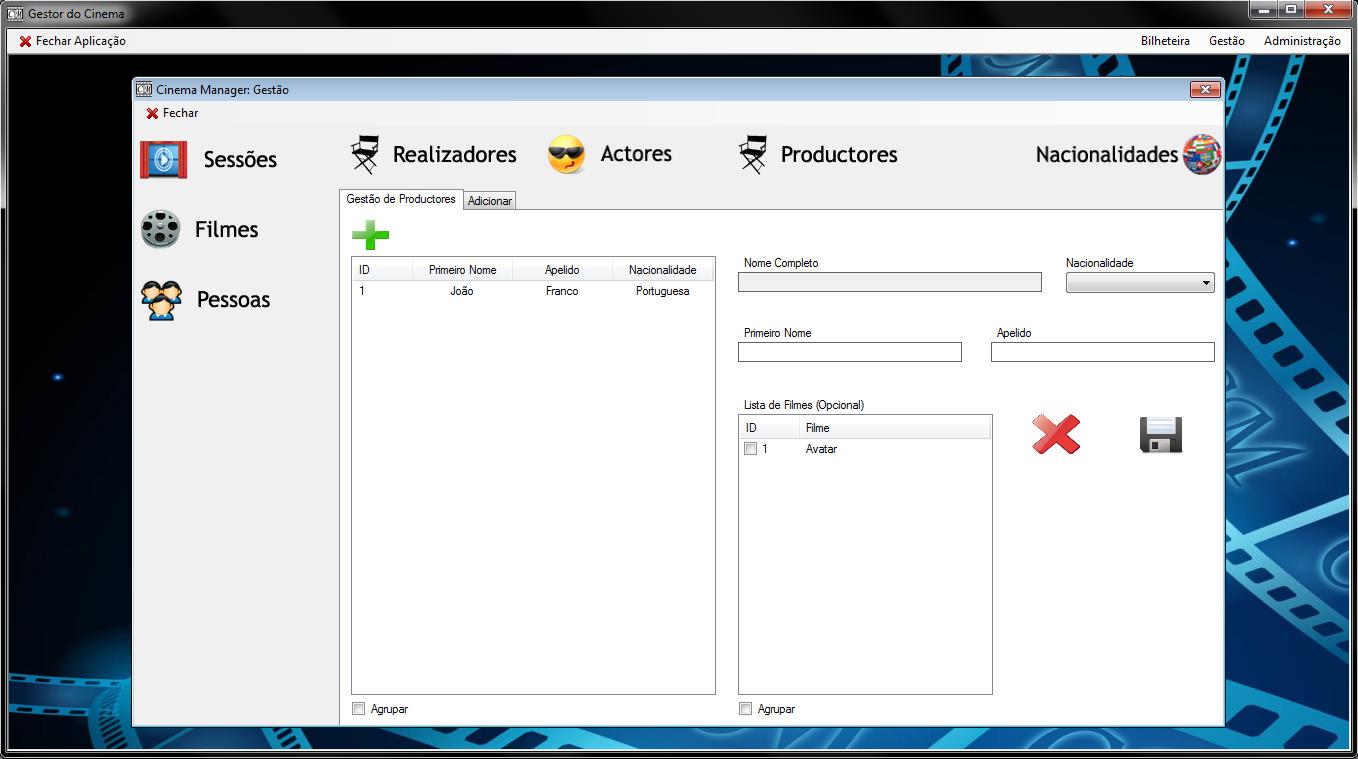 Gestor do Cinema
Fechar Aplicação
Bilheteira Gestão Administração
CM Cinema Manager: Gestão
Fechar
Sessões
Filmes
Pessoas
Realizadores Actores Productores Nacionalidades
Gestão de Productores Adicionar
ID Primeiro Nome Apelido Nacionalidade
1 João Franco Portuguesa
Agrupar
Nome Completo Nacionalidade
Primeiro Nome Apelido
Lista de Filmes (Opcional)
ID Filme
1 Avatar
Agrupar